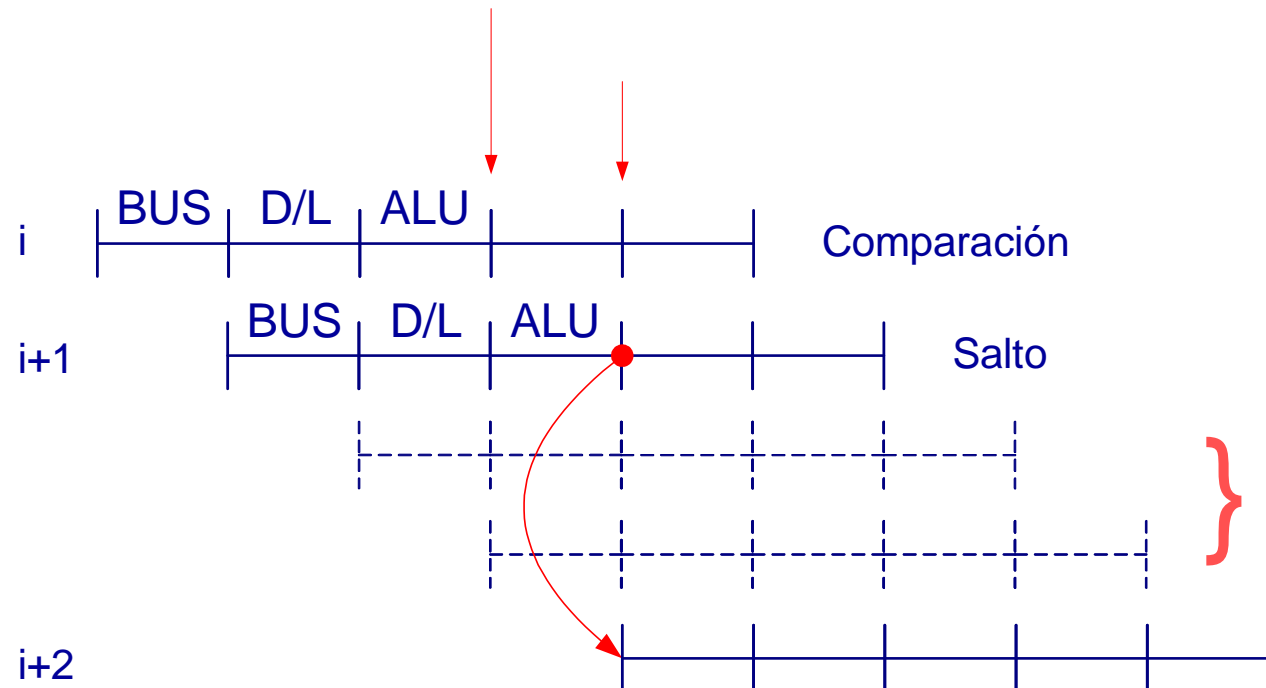 BUS D/L ALU
i Comparación
BUS D/L ALU
i+1 Salto
}
i+2